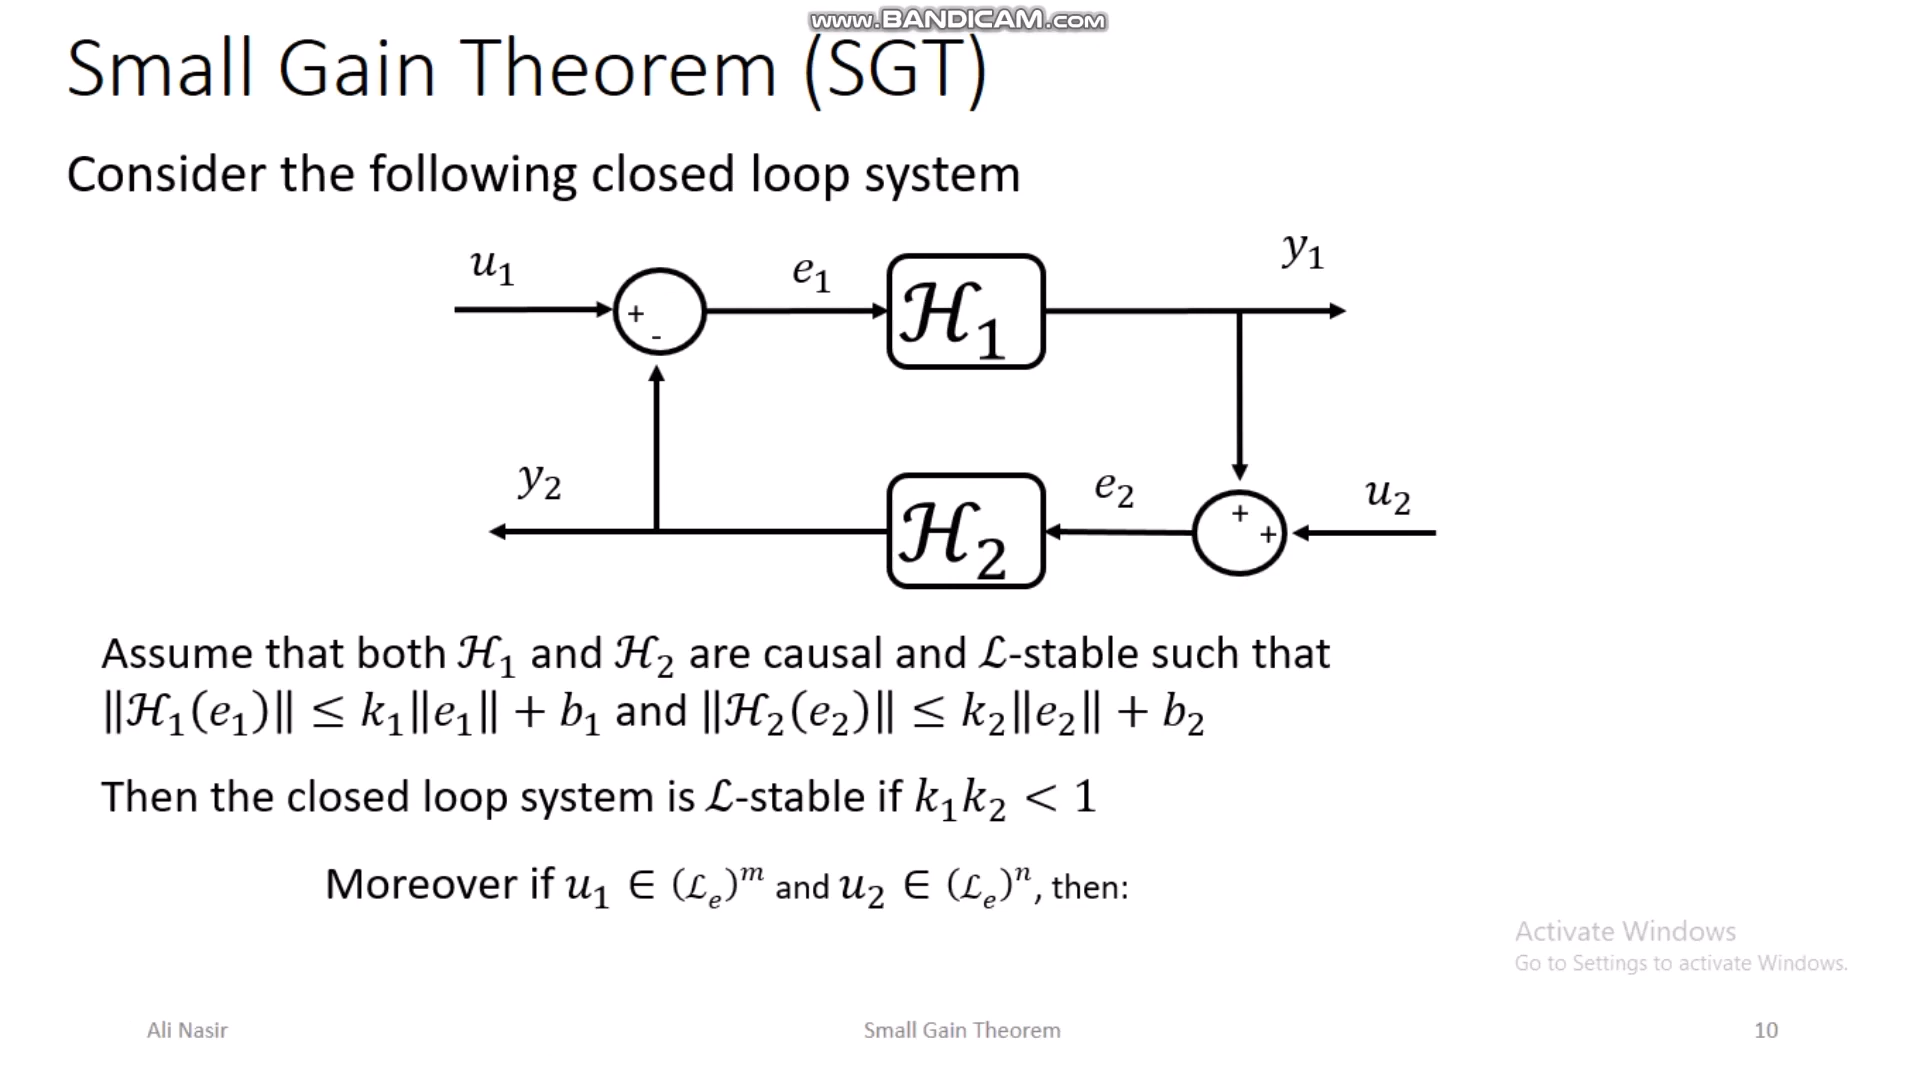 www.BANDICAM.com
Small Gain Theorem (SGT)
Consider the following closed loop system
u₁
e₁
ℋ₁
y₁
+
-
y₂
ℋ₂
e₂
+
+
u₂
Assume that both ℋ₁ and ℋ₂ are causal and ℒ-stable such that
‖ℋ₁(e₁)‖ ≤ k₁‖e₁‖ + b₁ and ‖ℋ₂(e₂)‖ ≤ k₂‖e₂‖ + b₂
Then the closed loop system is ℒ-stable if k₁k₂ < 1
Moreover if u₁ ∈ (ℒₑ)ᵐ and u₂ ∈ (ℒₑ)ⁿ, then:
Activate Windows
Go to Settings to activate Windows.
Ali Nasir
Small Gain Theorem
10